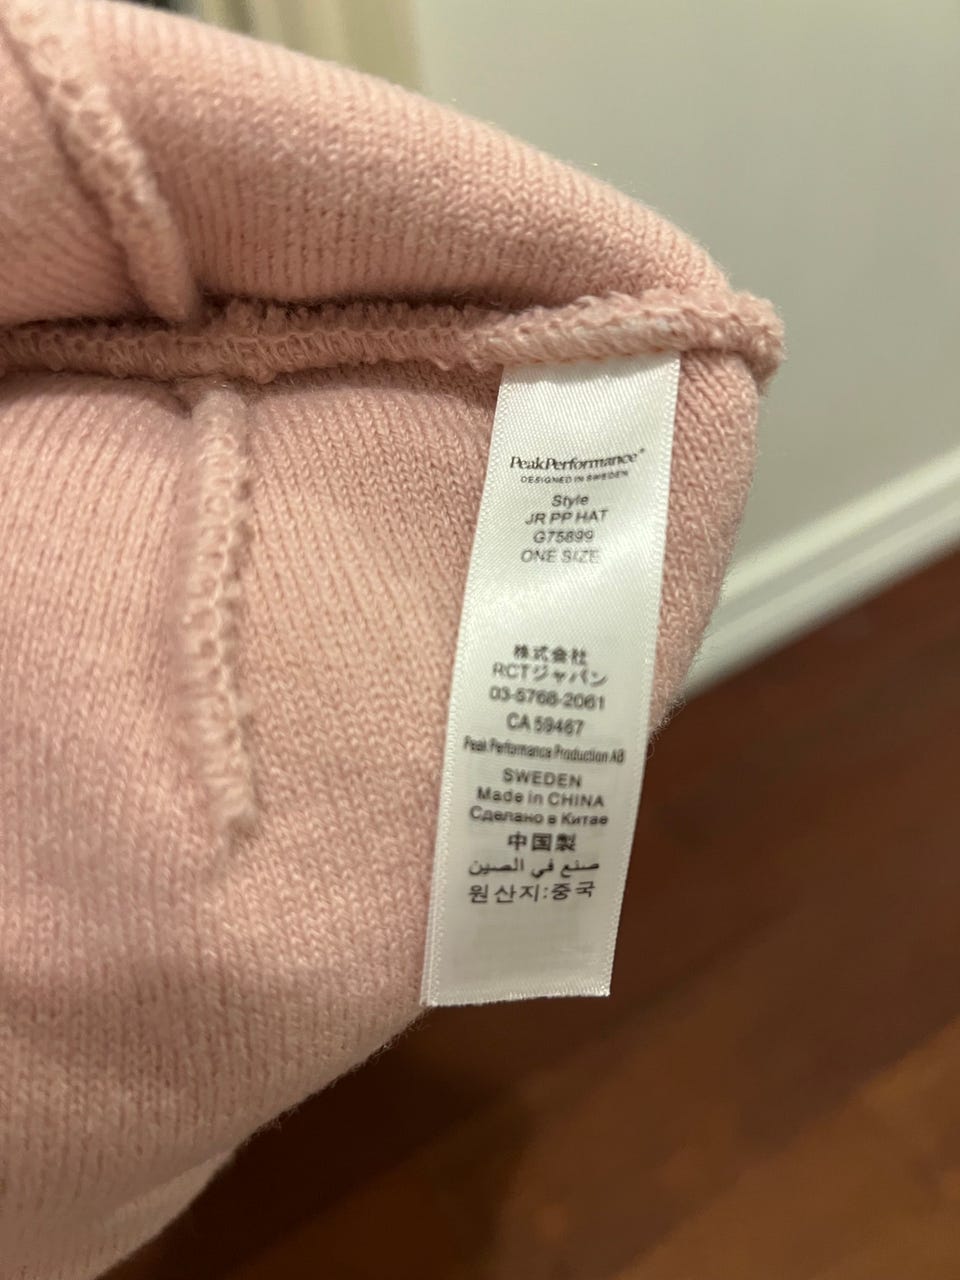 PeakPerformance®
DESIGNED IN SWEDEN
Style
JR PP HAT
G75899
ONE SIZE
株式会社
RCTジャパン
03-5768-2061
CA 59467
Peak Performance Production AB
SWEDEN
Made in CHINA
Сделано в Китае
中国製
صنع في الصين
원산지:중국